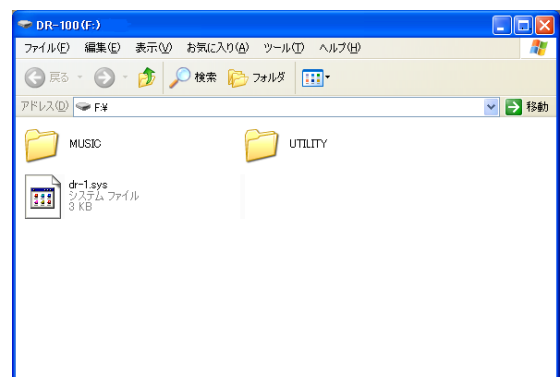 DR-100(F:)
ファイル(F) 編集(E) 表示(V) お気に入り(A) ツール(T) ヘルプ(H)
戻る 検索 フォルダ
アドレス(D) F:¥ 移動
MUSIC UTILITY
dr-1.sys
システム ファイル
3 KB